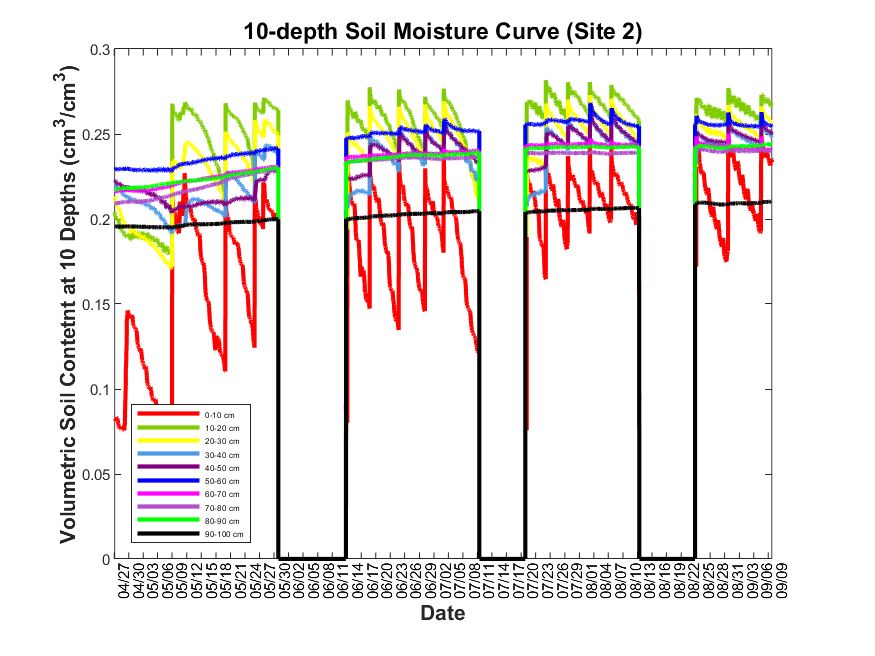 10-depth Soil Moisture Curve (Site 2)
Volumetric Soil Contetnt at 10 Depths (cm³/cm³)
0.3
0.25
0.2
0.15
0.1
0.05
0
0-10 cm
10-20 cm
20-30 cm
30-40 cm
40-50 cm
50-60 cm
60-70 cm
70-80 cm
80-90 cm
90-100 cm
04/27 04/30 05/03 05/06 05/09 05/12 05/15 05/18 05/21 05/24 05/27 05/30 06/02 06/05 06/08 06/11 06/14 06/17 06/20 06/23 06/26 06/29 07/02 07/05 07/08 07/11 07/14 07/17 07/20 07/23 07/26 07/29 08/01 08/04 08/07 08/10 08/13 08/16 08/19 08/22 08/25 08/28 08/31 09/03 09/06 09/09
Date